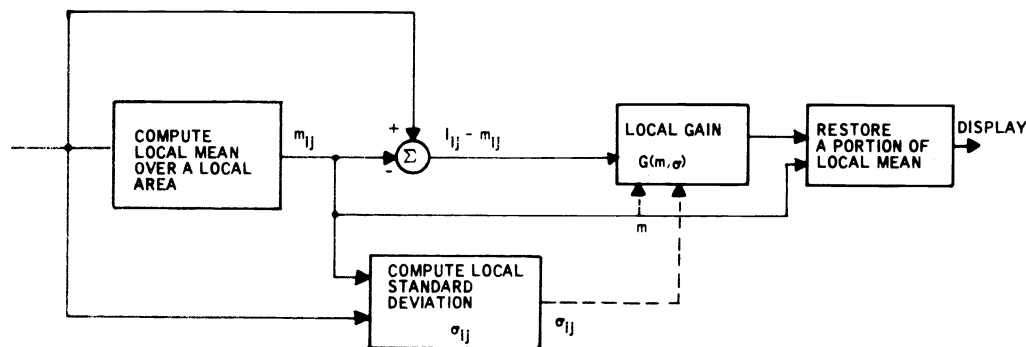 COMPUTE
LOCAL MEAN
OVER A LOCAL
AREA
m_ij
+
-
Σ
I_ij - m_ij
LOCAL GAIN
G(m,σ)
m
RESTORE
A PORTION OF
LOCAL MEAN
DISPLAY
COMPUTE LOCAL
STANDARD
DEVIATION
σ_ij
σ_ij